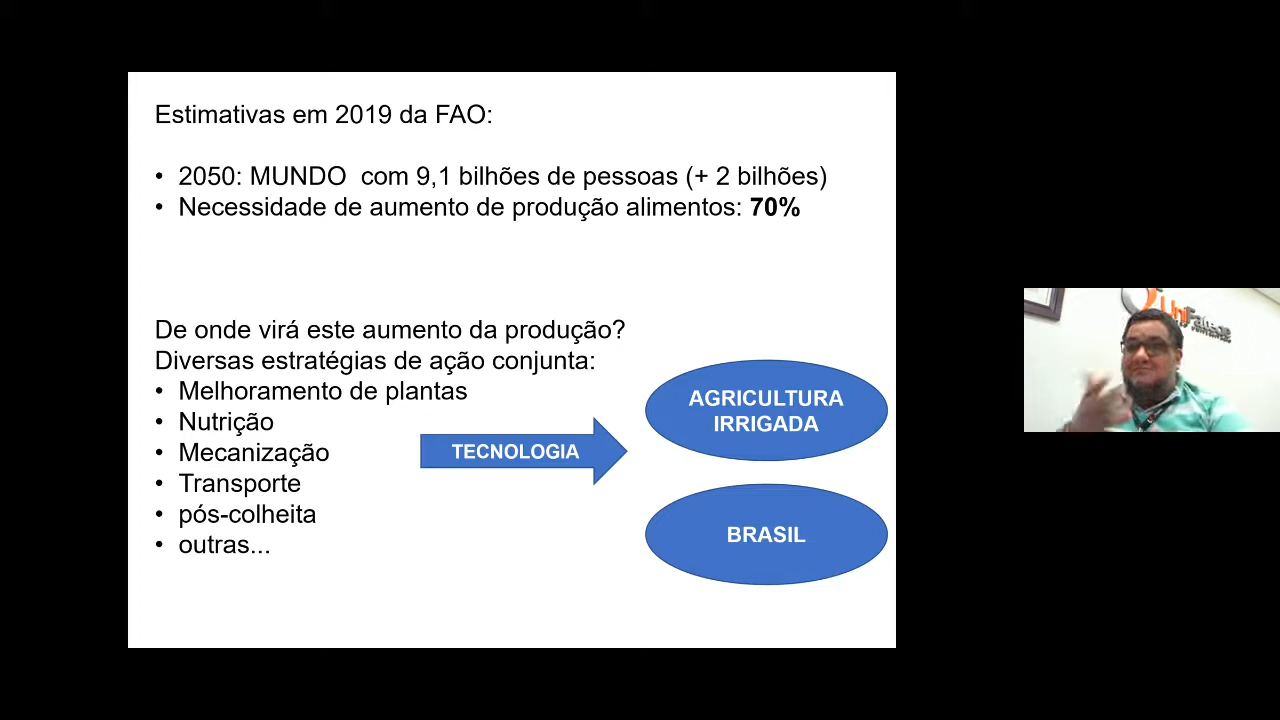 Estimativas em 2019 da FAO:
• 2050: MUNDO com 9,1 bilhões de pessoas (+ 2 bilhões)
• Necessidade de aumento de produção alimentos: 70%
De onde virá este aumento da produção?
Diversas estratégias de ação conjunta:
• Melhoramento de plantas
• Nutrição
• Mecanização
• Transporte
• pós-colheita
• outras...
TECNOLOGIA
AGRICULTURA
IRRIGADA
BRASIL
UniFatecie